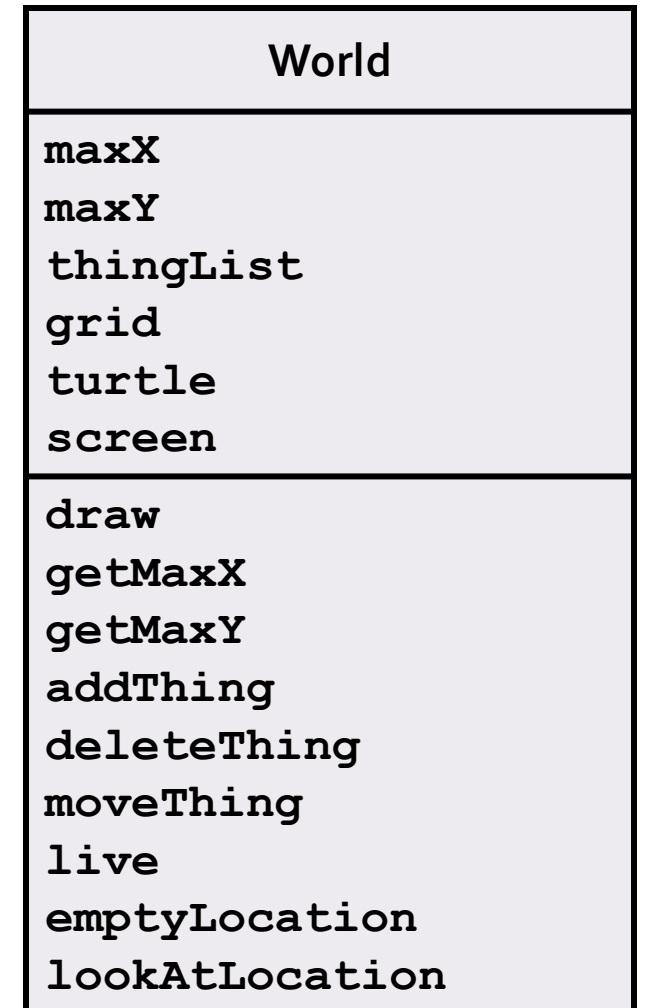 World
maxX
maxY
thingList
grid
turtle
screen
draw
getMaxX
getMaxY
addThing
deleteThing
moveThing
live
emptyLocation
lookAtLocation